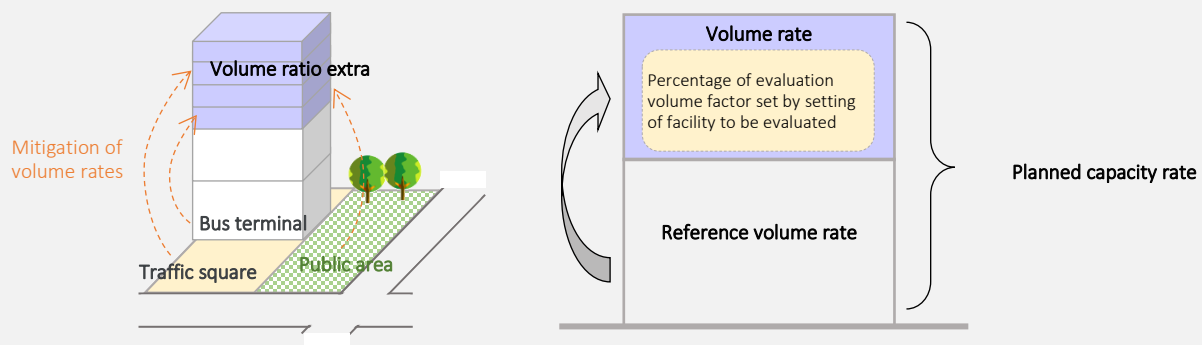 Volume ratio extra
Mitigation of
volume rates
Bus terminal
Traffic square
Public area
Volume rate
Percentage of evaluation
volume factor set by setting
of facility to be evaluated
Reference volume rate
Planned capacity rate